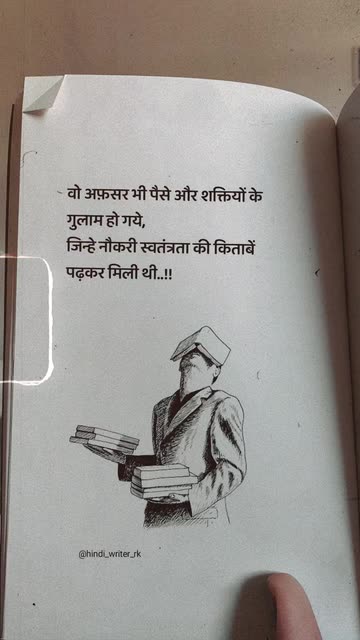 वो अफ़सर भी पैसे और शक्तियों के
गुलाम हो गये,
जिन्हे नौकरी स्वतंत्रता की किताबें
पढ़कर मिली थी..!!
@hindi_writer_rk